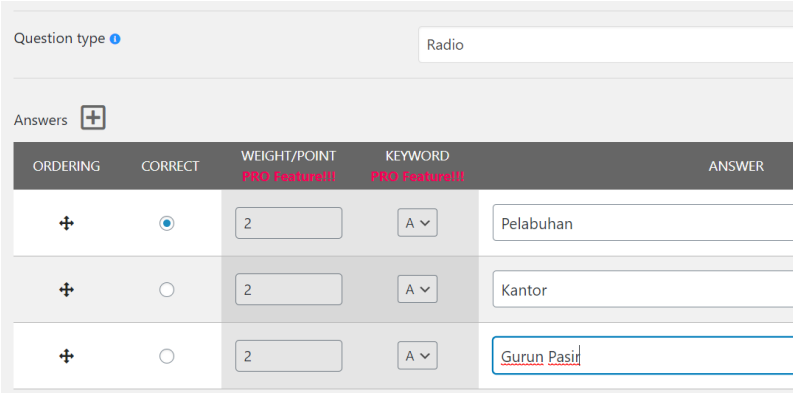 Question type
Radio
Answers
ORDERING CORRECT WEIGHT/POINT PRO Feature!!! KEYWORD PRO Feature!!! ANSWER
2 A Pelabuhan
2 A Kantor
2 A Gurun Pasir